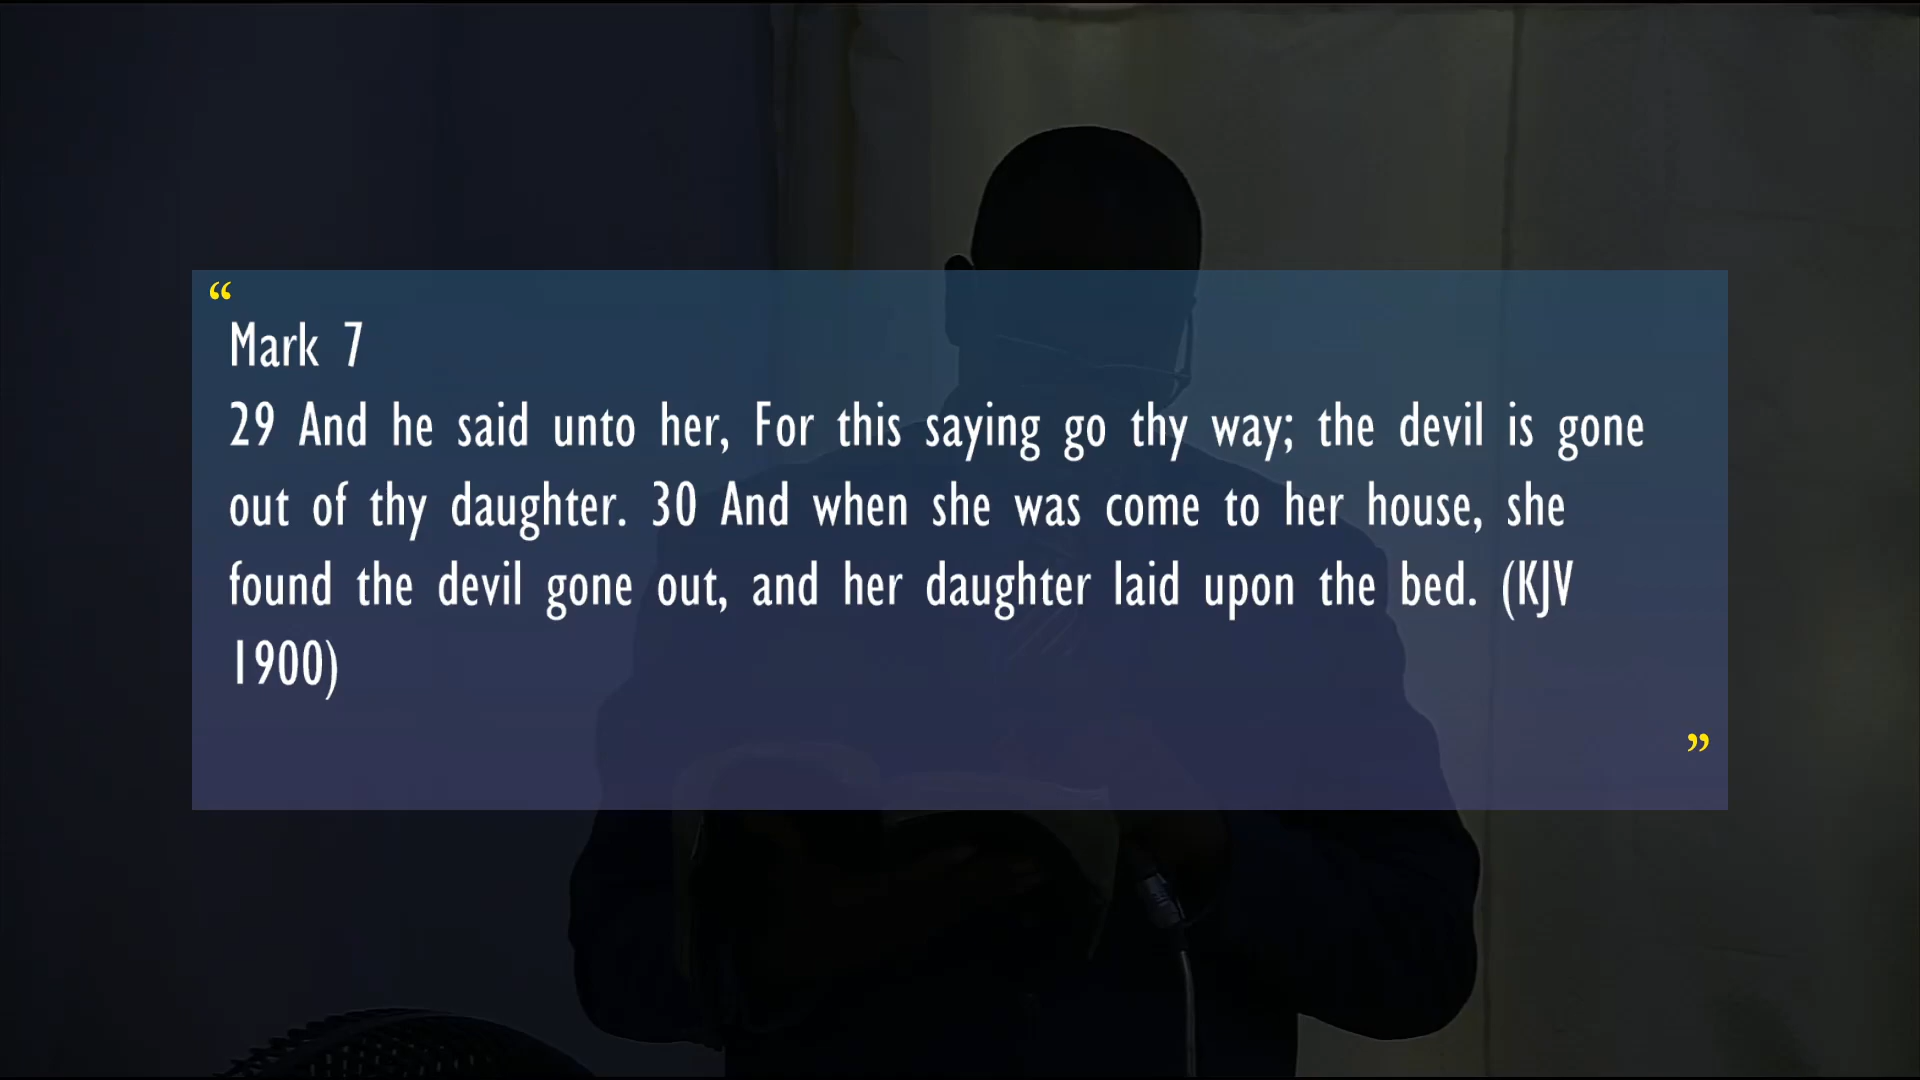 “
Mark 7
29 And he said unto her, For this saying go thy way; the devil is gone
out of thy daughter. 30 And when she was come to her house, she
found the devil gone out, and her daughter laid upon the bed. (KJV
1900)
”